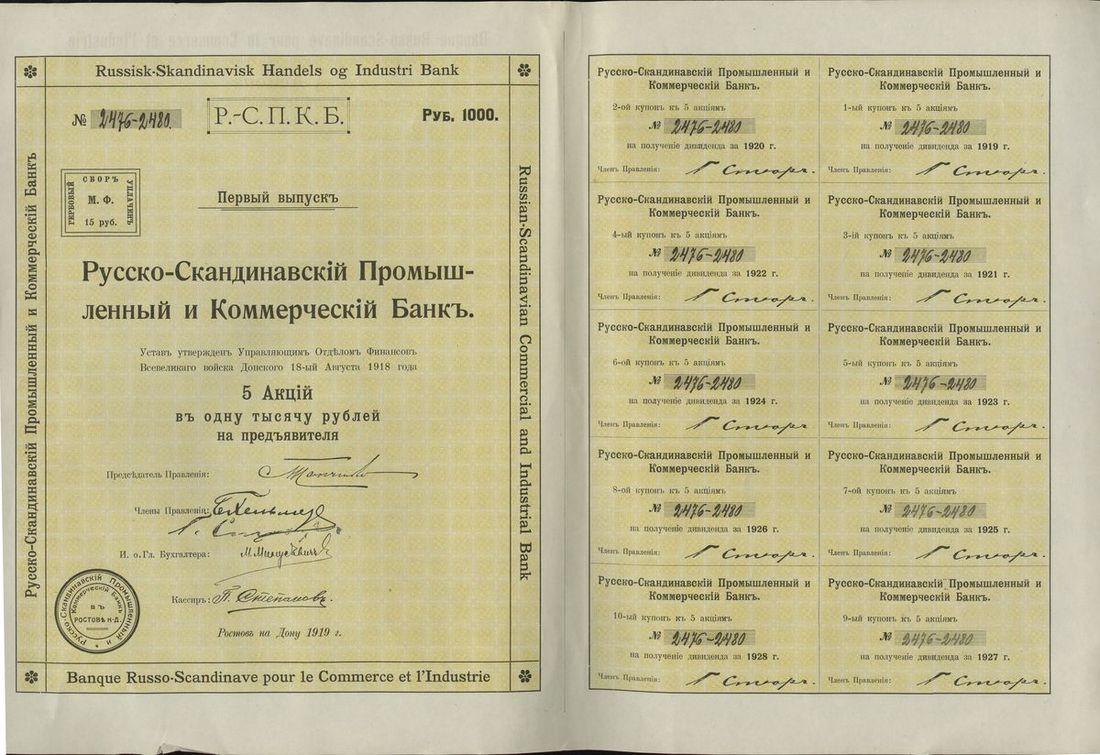 Russisk-Skandinavisk Handels og Industri Bank
№ 2476-2480
Р.-С.П.К.Б.
Руб. 1000.
ГЕРБОВЫЙ
СБОРЪ
УПЛАЧЕНЪ
М. Ф.
15 руб.
Первый выпускъ
Русско-Скандинавскій Промыш-
ленный и Коммерческій Банкъ.
Уставъ утвержденъ Управляющимъ Отдѣломъ Финансовъ
Всевеликаго войска Донского 18-ый Августа 1918 года
5 Акцій
въ одну тысячу рублей
на предъявителя
Предсѣдатель Правленія:
Члены Правленія:
И. о. Гл. Бухгалтера:
Кассиръ: П. Степановъ.
Ростовъ на Дону 1919 г.
Русско-Скандинавскій Промышленный и Коммерческій Банкъ
въ
Ростовѣ н-Д.
Русско-Скандинавскій Промышленный и Коммерческій Банкъ
Russian-Scandinavian Commercial and Industrial Bank
Banque Russo-Scandinave pour le Commerce et l'Industrie
Русско-Скандинавскій Промышленный и
Коммерческій Банкъ.
2-ой купонъ къ 5 акціямъ
№ 2476-2480
на полученіе дивиденда за 1920 г.
Членъ Правленія:
Русско-Скандинавскій Промышленный и
Коммерческій Банкъ.
1-ый купонъ къ 5 акціямъ
№ 2476-2480
на полученіе дивиденда за 1919 г.
Членъ Правленія:
Русско-Скандинавскій Промышленный и
Коммерческій Банкъ.
4-ый купонъ къ 5 акціямъ
№ 2476-2480
на полученіе дивиденда за 1922 г.
Членъ Правленія:
Русско-Скандинавскій Промышленный и
Коммерческій Банкъ.
3-ій купонъ къ 5 акціямъ
№ 2476-2480
на полученіе дивиденда за 1921 г.
Членъ Правленія:
Русско-Скандинавскій Промышленный и
Коммерческій Банкъ.
6-ой купонъ къ 5 акціямъ
№ 2476-2480
на полученіе дивиденда за 1924 г.
Членъ Правленія:
Русско-Скандинавскій Промышленный и
Коммерческій Банкъ.
5-ый купонъ къ 5 акціямъ
№ 2476-2480
на полученіе дивиденда за 1923 г.
Членъ Правленія:
Русско-Скандинавскій Промышленный и
Коммерческій Банкъ.
8-ой купонъ къ 5 акціямъ
№ 2476-2480
на полученіе дивиденда за 1926 г.
Членъ Правленія:
Русско-Скандинавскій Промышленный и
Коммерческій Банкъ.
7-ой купонъ къ 5 акціямъ
№ 2476-2480
на полученіе дивиденда за 1925 г.
Членъ Правленія:
Русско-Скандинавскій Промышленный и
Коммерческій Банкъ.
10-ый купонъ къ 5 акціямъ
№ 2476-2480
на полученіе дивиденда за 1928 г.
Членъ Правленія:
Русско-Скандинавскій Промышленный и
Коммерческій Банкъ.
9-ый купонъ къ 5 акціямъ
№ 2476-2480
на полученіе дивиденда за 1927 г.
Членъ Правленія: